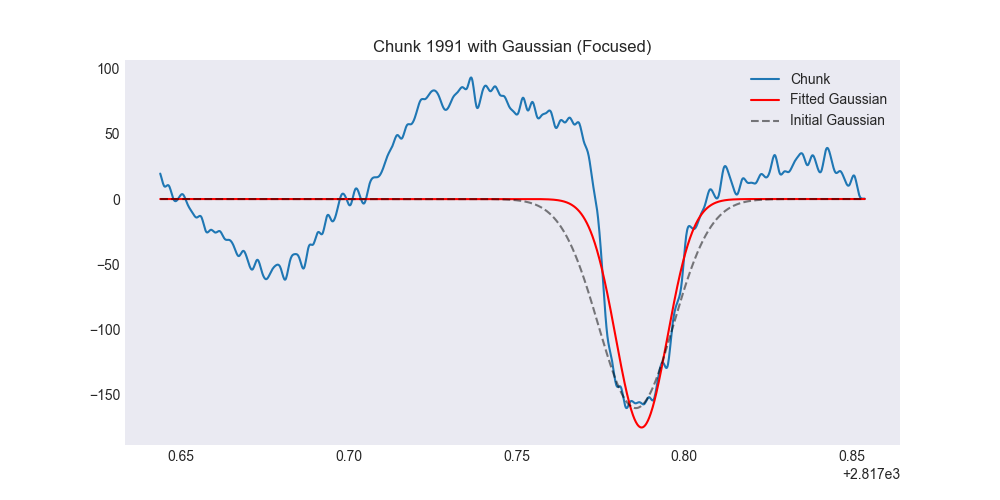 Chunk 1991 with Gaussian (Focused)
Chunk
Fitted Gaussian
Initial Gaussian
100
50
0
−50
−100
−150
0.65 0.70 0.75 0.80 0.85
+2.817e3